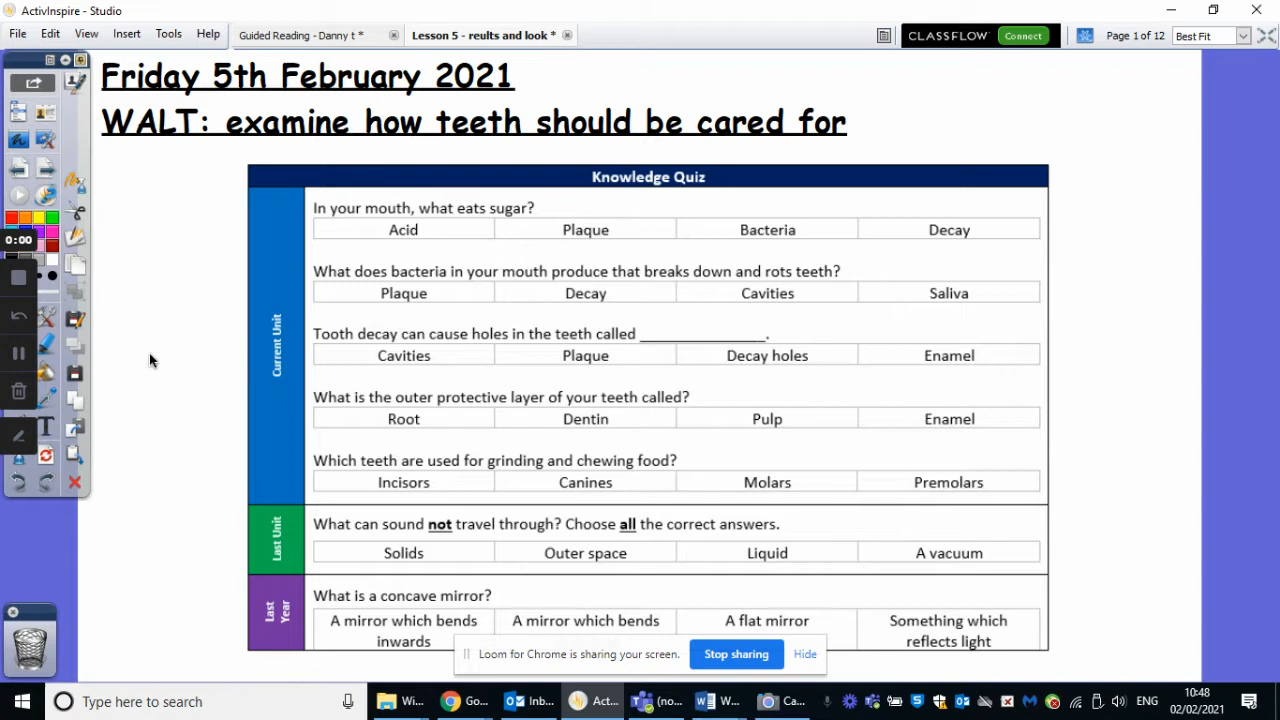 ActivInspire - Studio
File Edit View Insert Tools Help Guided Reading - Danny t * Lesson 5 - reults and look * CLASSFLOW Connect Page 1 of 12 Best Fit
Friday 5th February 2021
WALT: examine how teeth should be cared for
Knowledge Quiz
Current Unit
In your mouth, what eats sugar?
Acid Plaque Bacteria Decay
What does bacteria in your mouth produce that breaks down and rots teeth?
Plaque Decay Cavities Saliva
Tooth decay can cause holes in the teeth called ______________.
Cavities Plaque Decay holes Enamel
What is the outer protective layer of your teeth called?
Root Dentin Pulp Enamel
Which teeth are used for grinding and chewing food?
Incisors Canines Molars Premolars
Last Unit
What can sound not travel through? Choose all the correct answers.
Solids Outer space Liquid A vacuum
Last Year
What is a concave mirror?
A mirror which bends inwards A mirror which bends A flat mirror Something which reflects light
0:00
Loom for Chrome is sharing your screen. Stop sharing Hide
Type here to search Wi... Go... Inb... Act... (no... W... Ca... ENG 10:48
02/02/2021